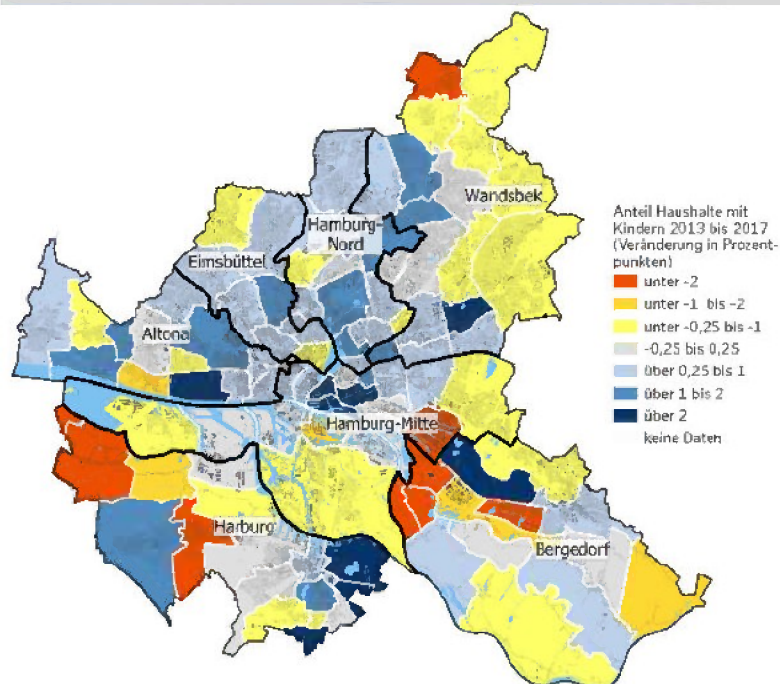 Wandsbek
Hamburg-
Nord
Eimsbüttel
Altona
Hamburg-Mitte
Harburg
Bergedorf
Anteil Haushalte mit
Kindern 2013 bis 2017
(Veränderung in Prozent-
punkten)
unter -2
unter -1 bis -2
unter -0,25 bis -1
-0,25 bis 0,25
über 0,25 bis 1
über 1 bis 2
über 2
keine Daten